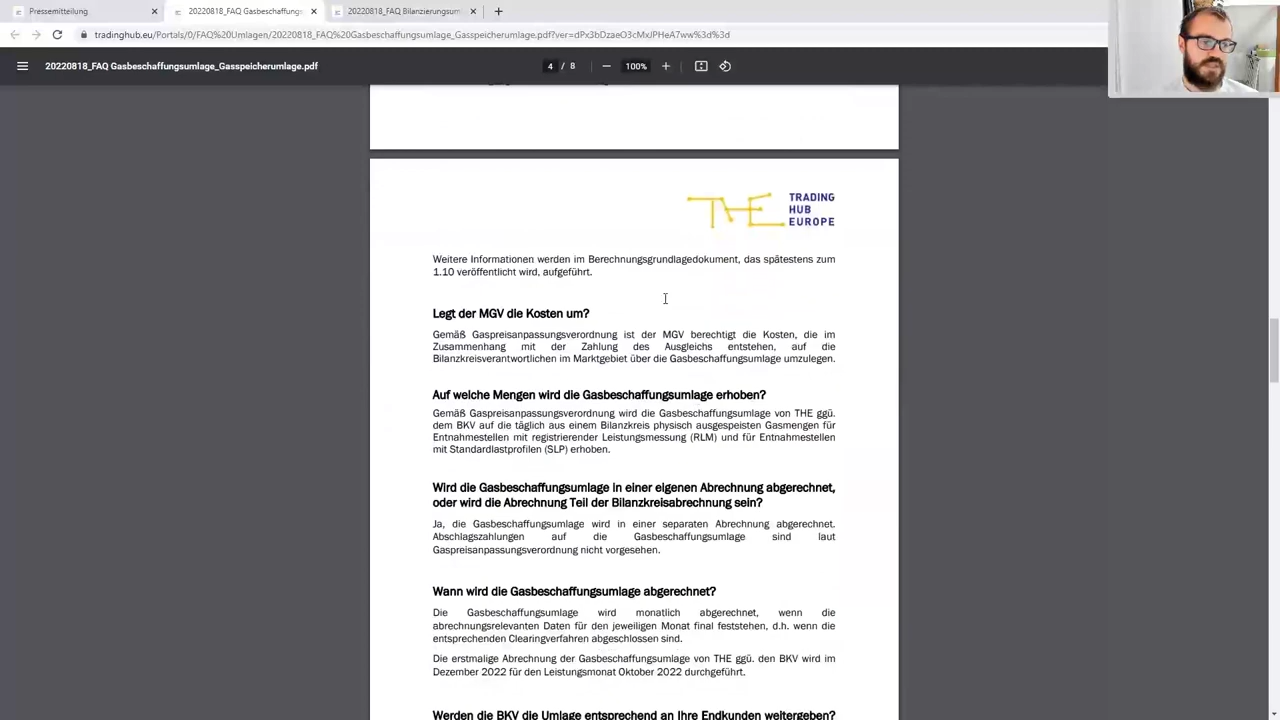 Pressemitteilung
20220818_FAQ Gasbeschaffungs
20220818_FAQ Bilanzierungsum
tradinghub.eu/Portals/0/FAQ%20Umlagen/20220818_FAQ%20Gasbeschaffungsumlage_Gasspeicherumlage.pdf?ver=dPx3bDzaeO3cMxJPHeA7ww%3d%3d
20220818_FAQ Gasbeschaffungsumlage_Gasspeicherumlage.pdf
4 / 8
100%
THE TRADING
HUB
EUROPE
Weitere Informationen werden im Berechnungsgrundlagedokument, das spätestens zum
1.10 veröffentlicht wird, aufgeführt.
Legt der MGV die Kosten um?
Gemäß Gaspreisanpassungsverordnung ist der MGV berechtigt die Kosten, die im
Zusammenhang mit der Zahlung des Ausgleichs entstehen, auf die
Bilanzkreisverantwortlichen im Marktgebiet über die Gasbeschaffungsumlage umzulegen.
Auf welche Mengen wird die Gasbeschaffungsumlage erhoben?
Gemäß Gaspreisanpassungsverordnung wird die Gasbeschaffungsumlage von THE ggü.
dem BKV auf die täglich aus einem Bilanzkreis physisch ausgespeisten Gasmengen für
Entnahmestellen mit registrierender Leistungsmessung (RLM) und für Entnahmestellen
mit Standardlastprofilen (SLP) erhoben.
Wird die Gasbeschaffungsumlage in einer eigenen Abrechnung abgerechnet,
oder wird die Abrechnung Teil der Bilanzkreisabrechnung sein?
Ja, die Gasbeschaffungsumlage wird in einer separaten Abrechnung abgerechnet.
Abschlagszahlungen auf die Gasbeschaffungsumlage sind laut
Gaspreisanpassungsverordnung nicht vorgesehen.
Wann wird die Gasbeschaffungsumlage abgerechnet?
Die Gasbeschaffungsumlage wird monatlich abgerechnet, wenn die
abrechnungsrelevanten Daten für den jeweiligen Monat final feststehen, d.h. wenn die
entsprechenden Clearingverfahren abgeschlossen sind.
Die erstmalige Abrechnung der Gasbeschaffungsumlage von THE ggü. den BKV wird im
Dezember 2022 für den Leistungsmonat Oktober 2022 durchgeführt.
Werden die BKV die Umlage entsprechend an Ihre Endkunden weitergeben?